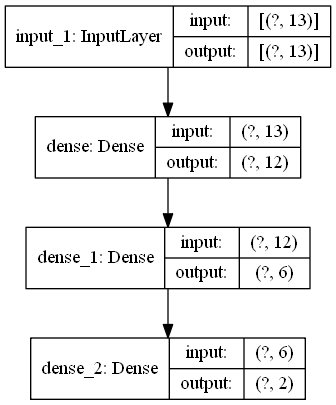 input_1: InputLayer
input: [(?, 13)]
output: [(?, 13)]
dense: Dense
input: (?, 13)
output: (?, 12)
dense_1: Dense
input: (?, 12)
output: (?, 6)
dense_2: Dense
input: (?, 6)
output: (?, 2)